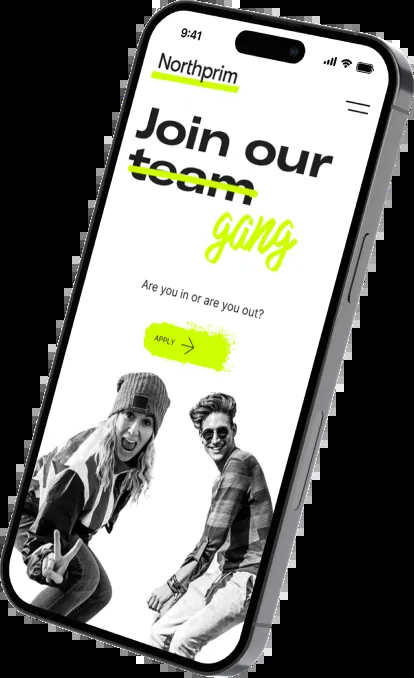 9:41
Northprim
Join our
team
gang
Are you in or are you out?
APPLY